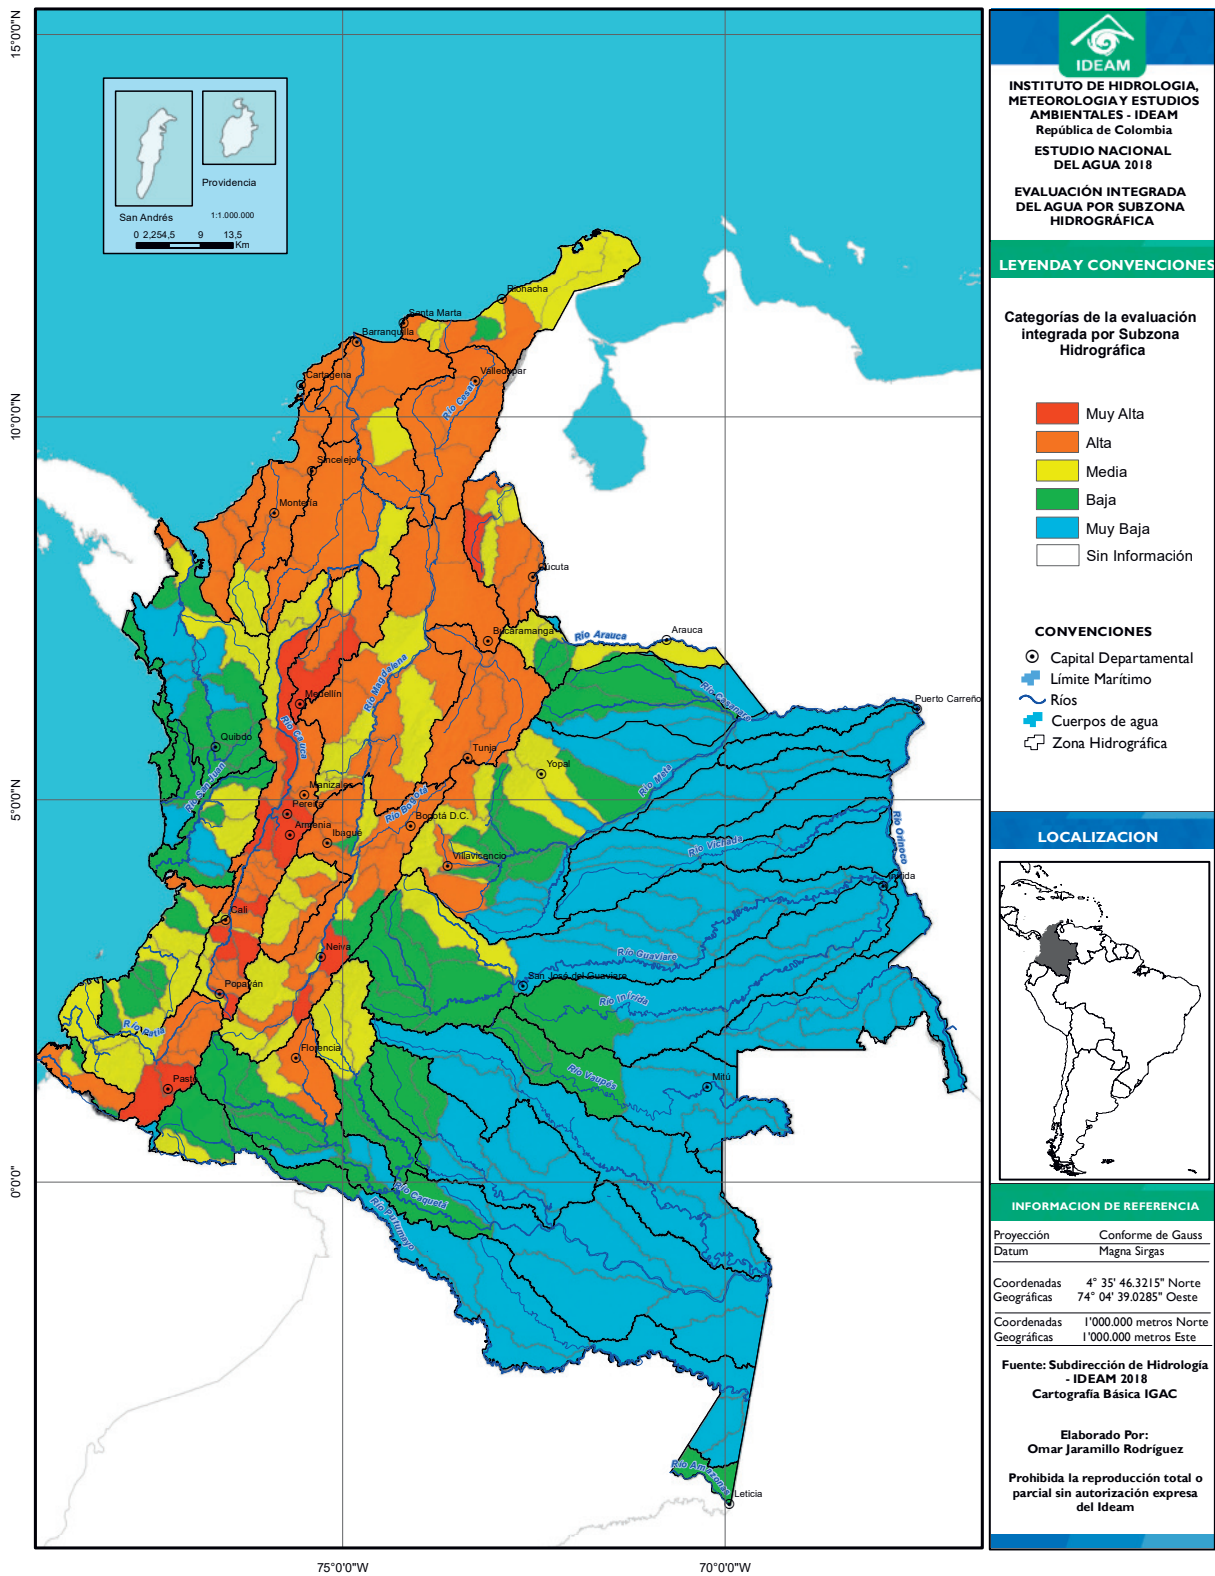 15°0'0"N
10°0'0"N
5°0'0"N
0°0'0"
75°0'0"W
70°0'0"W
San Andrés
Providencia
1:1.000.000
0 2,254,5 9 13,5
Km
Riohacha
Santa Marta
Barranquilla
Cartagena
Valledupar
Río Cesar
Sincelejo
Montería
Cúcuta
Bucaramanga
Río Arauca
Arauca
Río Magdalena
Medellín
Río Casanare
Puerto Carreño
Río Cauca
Quibdo
Tunja
Yopal
Río Meta
Río San Juan
Manizales
Pereira
Armenia
Ibagué
Río Bogotá
Bogotá D.C.
Villavicencio
Río Vichada
Río Orinoco
Inírida
Cali
Neiva
Río Guaviare
San José del Guaviare
Popayán
Río Inírida
Río Patía
Florencia
Pasto
Río Vaupés
Mitú
Río Caquetá
Río Putumayo
Río Amazonas
Leticia
IDEAM
INSTITUTO DE HIDROLOGIA,
METEOROLOGIA Y ESTUDIOS
AMBIENTALES - IDEAM
República de Colombia
ESTUDIO NACIONAL
DEL AGUA 2018
EVALUACIÓN INTEGRADA
DEL AGUA POR SUBZONA
HIDROGRÁFICA
LEYENDA Y CONVENCIONES
Categorías de la evaluación
integrada por Subzona
Hidrográfica
Muy Alta
Alta
Media
Baja
Muy Baja
Sin Información
CONVENCIONES
Capital Departamental
Límite Marítimo
Ríos
Cuerpos de agua
Zona Hidrográfica
LOCALIZACION
INFORMACION DE REFERENCIA
Proyección Conforme de Gauss
Datum Magna Sirgas
Coordenadas 4° 35' 46.3215" Norte
Geográficas 74° 04' 39.0285" Oeste
Coordenadas 1'000.000 metros Norte
Geográficas 1'000.000 metros Este
Fuente: Subdirección de Hidrología
- IDEAM 2018
Cartografía Básica IGAC
Elaborado Por:
Omar Jaramillo Rodríguez
Prohibida la reproducción total o
parcial sin autorización expresa
del Ideam